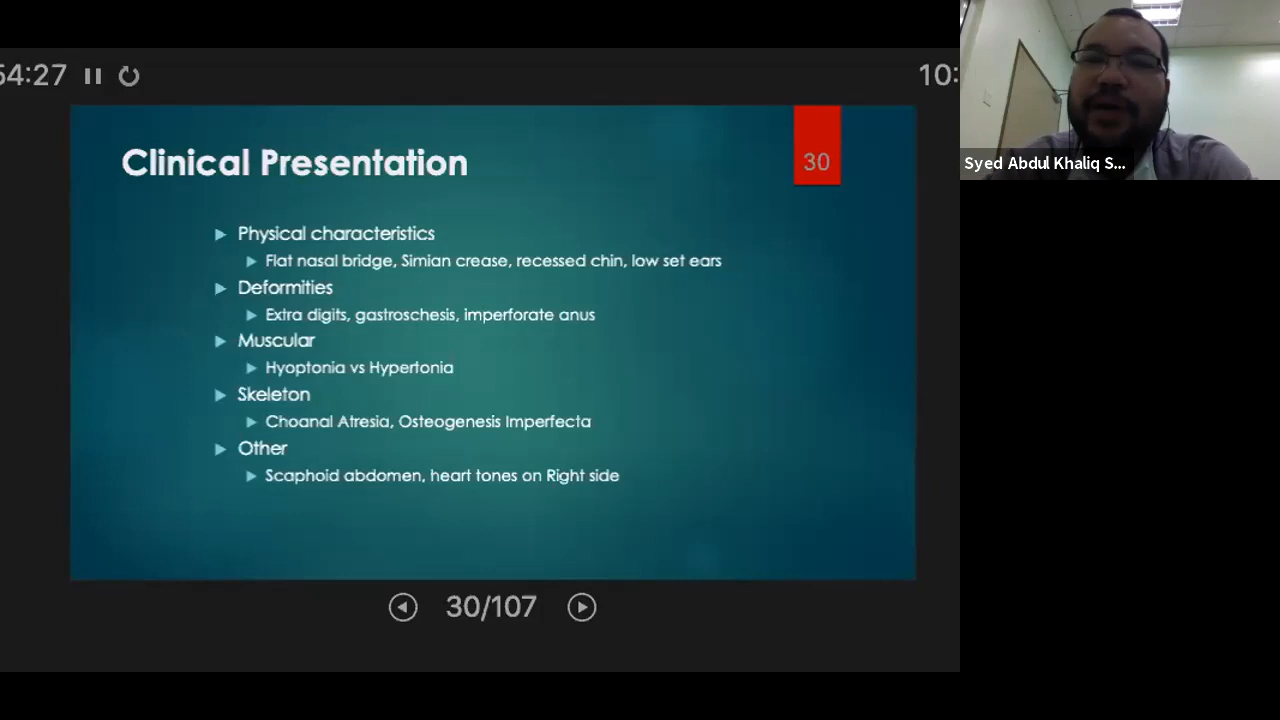 54:27
10:
Clinical Presentation
30
Physical characteristics
Flat nasal bridge, Simian crease, recessed chin, low set ears
Deformities
Extra digits, gastroschesis, imperforate anus
Muscular
Hyoptonia vs Hypertonia
Skeleton
Choanal Atresia, Osteogenesis Imperfecta
Other
Scaphoid abdomen, heart tones on Right side
30/107
Syed Abdul Khaliq S...